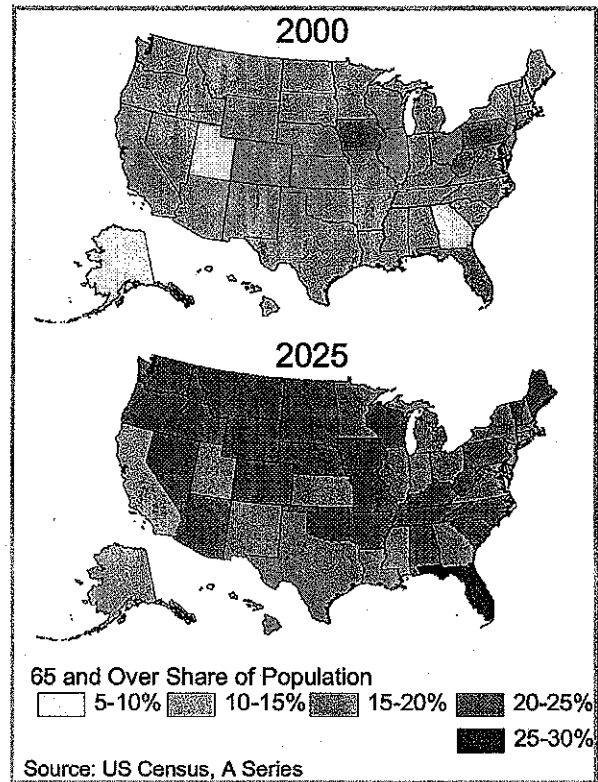 2000
2025
65 and Over Share of Population
5-10% 10-15% 15-20% 20-25%
25-30%
Source: US Census, A Series